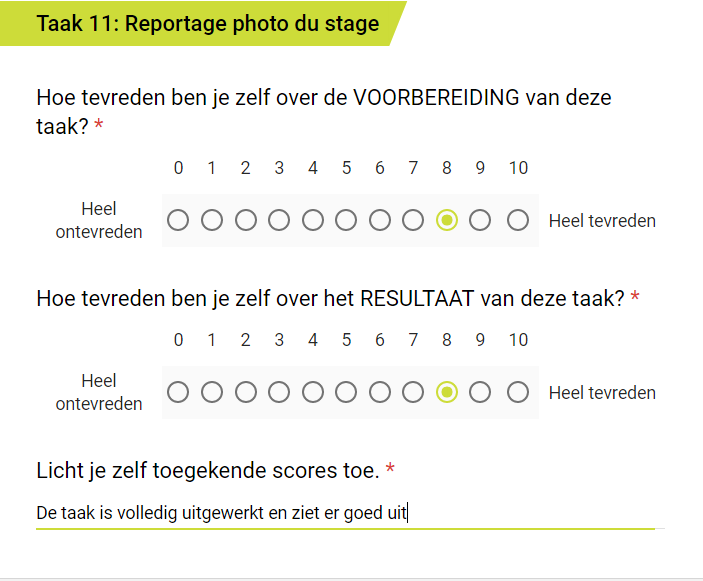 Taak 11: Reportage photo du stage
Hoe tevreden ben je zelf over de VOORBEREIDING van deze
taak? *
0 1 2 3 4 5 6 7 8 9 10
Heel
ontevreden
Heel tevreden
Hoe tevreden ben je zelf over het RESULTAAT van deze taak? *
0 1 2 3 4 5 6 7 8 9 10
Heel
ontevreden
Heel tevreden
Licht je zelf toegekende scores toe. *
De taak is volledig uitgewerkt en ziet er goed uit